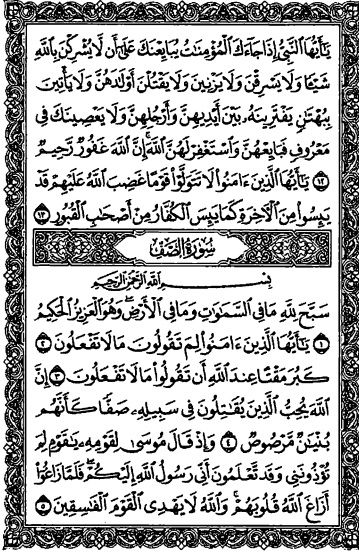 يَـٰٓأَيُّهَا ٱلنَّبِىُّ إِذَا جَآءَكَ ٱلْمُؤْمِنَـٰتُ يُبَايِعْنَكَ عَلَىٰٓ أَن لَّا يُشْرِكْنَ بِٱللَّهِ
شَيْـًٔا وَلَا يَسْرِقْنَ وَلَا يَزْنِينَ وَلَا يَقْتُلْنَ أَوْلَـٰدَهُنَّ وَلَا يَأْتِينَ
بِبُهْتَـٰنٍ يَفْتَرِينَهُۥ بَيْنَ أَيْدِيهِنَّ وَأَرْجُلِهِنَّ وَلَا يَعْصِينَكَ فِى
مَعْرُوفٍ فَبَايِعْهُنَّ وَٱسْتَغْفِرْ لَهُنَّ ٱللَّهَ إِنَّ ٱللَّهَ غَفُورٌ رَّحِيمٌ
١٢ يَـٰٓأَيُّهَا ٱلَّذِينَ ءَامَنُوا۟ لَا تَتَوَلَّوْا۟ قَوْمًا غَضِبَ ٱللَّهُ عَلَيْهِمْ قَدْ
يَئِسُوا۟ مِنَ ٱلْـَٔاخِرَةِ كَمَا يَئِسَ ٱلْكُفَّارُ مِنْ أَصْحَـٰبِ ٱلْقُبُورِ ١٣
سُورَةُ الصَّفِّ
بِسْمِ ٱللَّهِ ٱلرَّحْمَـٰنِ ٱلرَّحِيمِ
سَبَّحَ لِلَّهِ مَا فِى ٱلسَّمَـٰوَٰتِ وَمَا فِى ٱلْأَرْضِ ۖ وَهُوَ ٱلْعَزِيزُ ٱلْحَكِيمُ
١ يَـٰٓأَيُّهَا ٱلَّذِينَ ءَامَنُوا۟ لِمَ تَقُولُونَ مَا لَا تَفْعَلُونَ ٢
كَبُرَ مَقْتًا عِندَ ٱللَّهِ أَن تَقُولُوا۟ مَا لَا تَفْعَلُونَ ٣ إِنَّ
ٱللَّهَ يُحِبُّ ٱلَّذِينَ يُقَـٰتِلُونَ فِى سَبِيلِهِۦ صَفًّا كَأَنَّهُم
بُنْيَـٰنٌ مَّرْصُوصٌ ٤ وَإِذْ قَالَ مُوسَىٰ لِقَوْمِهِۦ يَـٰقَوْمِ لِمَ
تُؤْذُونَنِى وَقَد تَّعْلَمُونَ أَنِّى رَسُولُ ٱللَّهِ إِلَيْكُمْ ۖ فَلَمَّا زَاغُوٓا۟
أَزَاغَ ٱللَّهُ قُلُوبَهُمْ ۚ وَٱللَّهُ لَا يَهْدِى ٱلْقَوْمَ ٱلْفَـٰسِقِينَ ٥